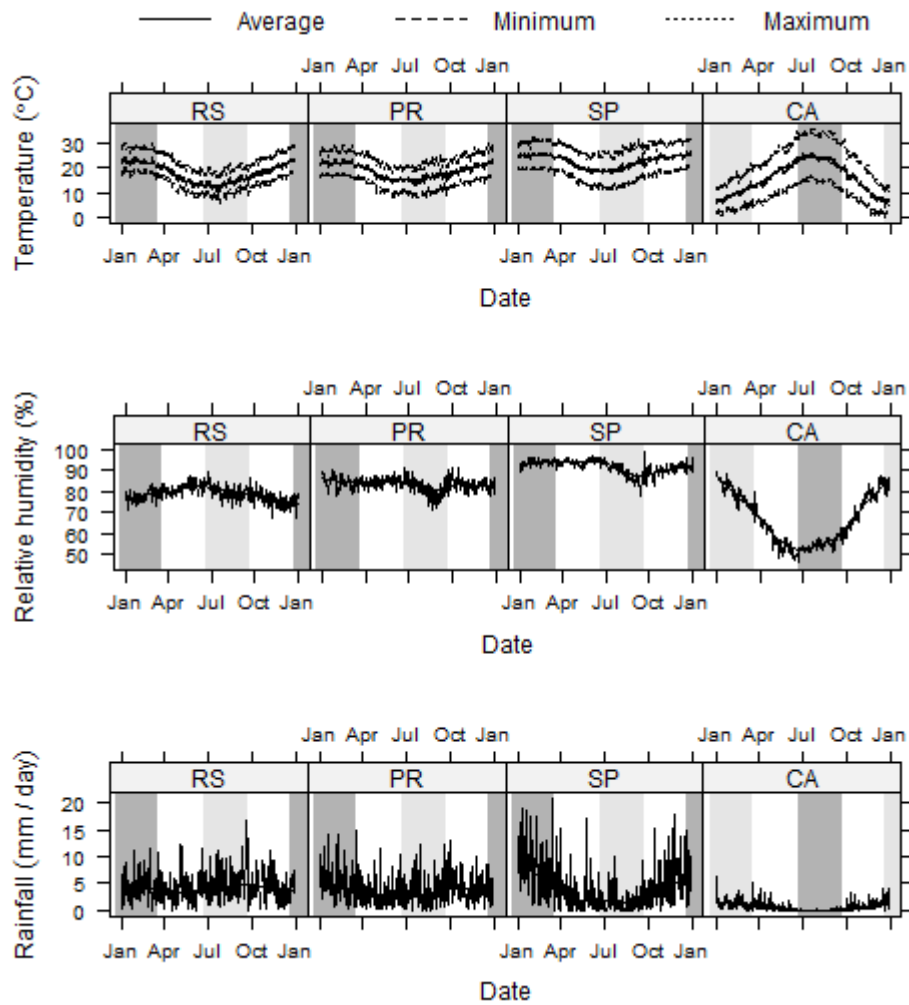 Average Minimum Maximum
Jan Apr Jul Oct Jan Jan Apr Jul Oct Jan
RS PR SP CA
Temperature (°C)
30
20
10
0
Jan Apr Jul Oct Jan Jan Apr Jul Oct Jan
Date
Jan Apr Jul Oct Jan Jan Apr Jul Oct Jan
RS PR SP CA
Relative humidity (%)
100
90
80
70
60
50
Jan Apr Jul Oct Jan Jan Apr Jul Oct Jan
Date
Jan Apr Jul Oct Jan Jan Apr Jul Oct Jan
RS PR SP CA
Rainfall (mm / day)
20
15
10
5
0
Jan Apr Jul Oct Jan Jan Apr Jul Oct Jan
Date